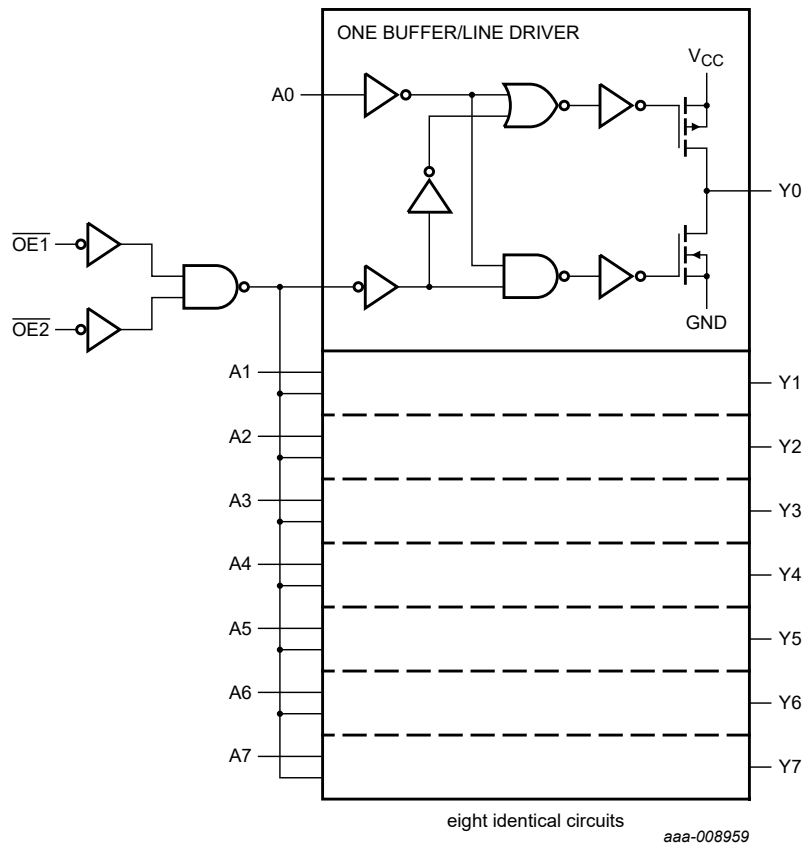 ONE BUFFER/LINE DRIVER
VCC
A0
Y0
OE1
OE2
GND
A1
Y1
A2
Y2
A3
Y3
A4
Y4
A5
Y5
A6
Y6
A7
Y7
eight identical circuits
aaa-008959